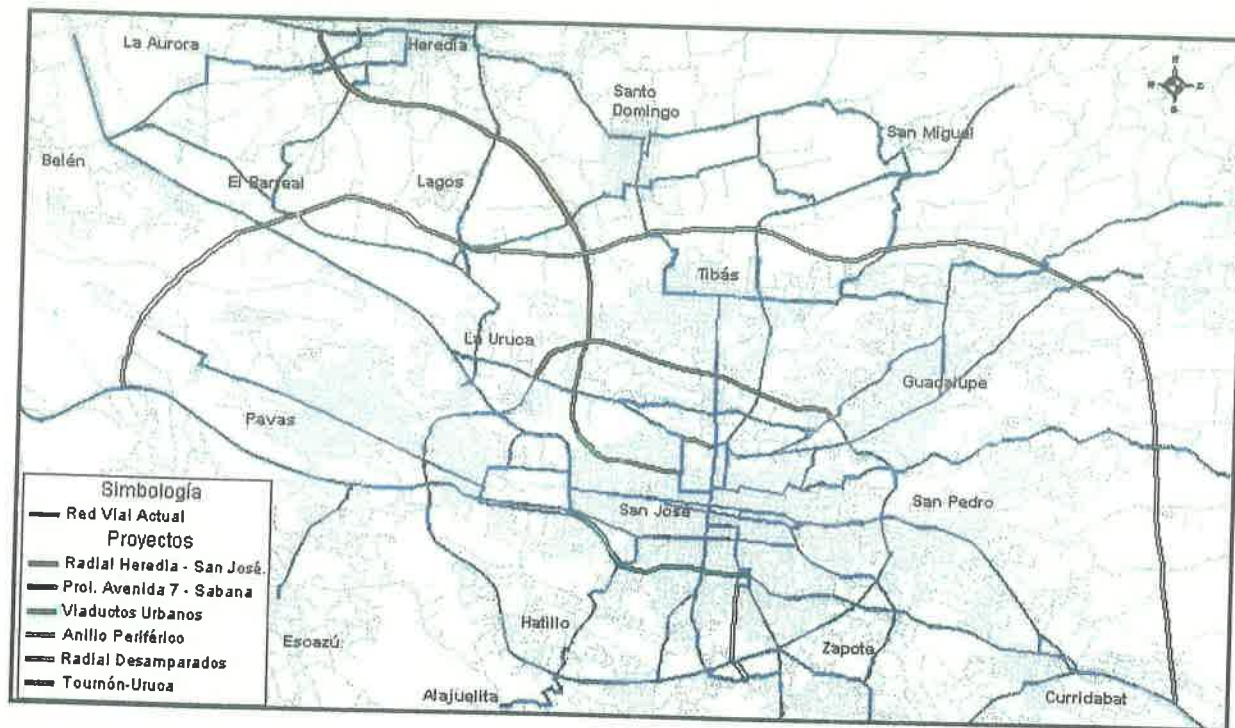 La Aurora
Heredia
Santo
Domingo
San Miguel
Belén
El Barreal
Lagos
Tibás
La Uruca
Guadalupe
Pavas
San José
San Pedro
Hatillo
Zapote
Escazú
Alajuelita
Curridabat
Simbología
Red Vial Actual
Proyectos
Radial Heredia - San José.
Prol. Avenida 7 - Sabana
Viaductos Urbanos
Anillo Periférico
Radial Desamparados
Tournón-Uruca